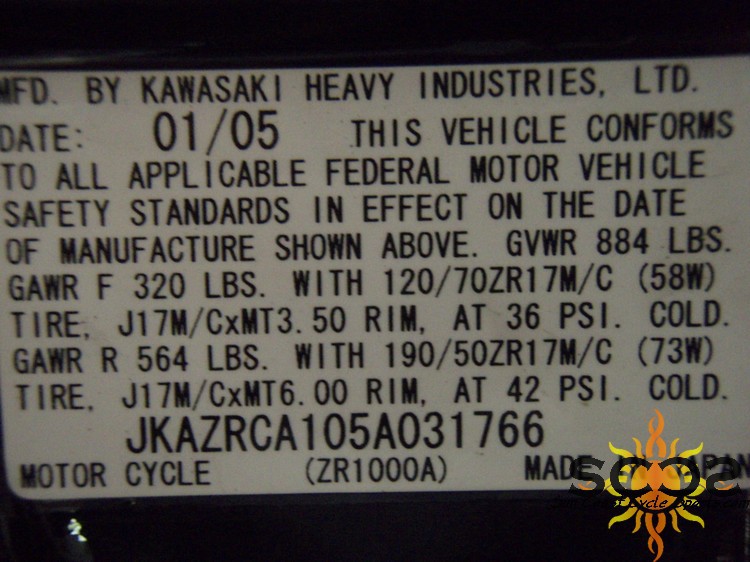 MFD. BY KAWASAKI HEAVY INDUSTRIES, LTD.
DATE: 01/05 THIS VEHICLE CONFORMS
TO ALL APPLICABLE FEDERAL MOTOR VEHICLE
SAFETY STANDARDS IN EFFECT ON THE DATE
OF MANUFACTURE SHOWN ABOVE. GVWR 884 LBS.
GAWR F 320 LBS. WITH 120/70ZR17M/C (58W)
TIRE, J17M/CxMT3.50 RIM, AT 36 PSI. COLD.
GAWR R 564 LBS. WITH 190/50ZR17M/C (73W)
TIRE, J17M/CxMT6.00 RIM, AT 42 PSI. COLD.
JKAZRCA105A031766
MOTOR CYCLE (ZR1000A) MADE IN JAPAN